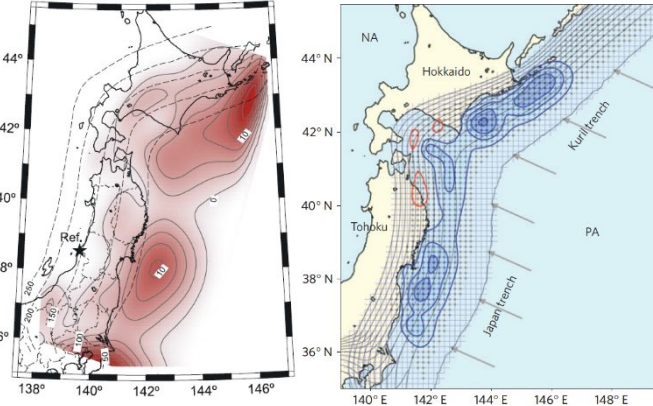 44°
42°
40°
38°
36°
138°
140°
142°
144°
146°
Ref.
10
0
10
250
200
150
100
50
44° N
42° N
40° N
38° N
36° N
NA
Hokkaido
Kuril trench
Tohoku
PA
Japan trench
140° E
142° E
144° E
146° E
148° E